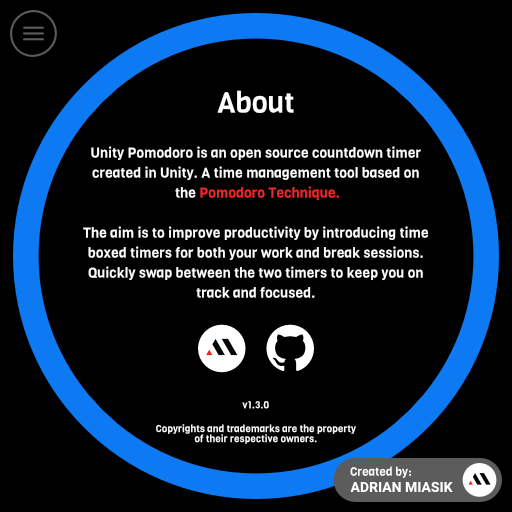 About
Unity Pomodoro is an open source countdown timer
created in Unity. A time management tool based on
the Pomodoro Technique.
The aim is to improve productivity by introducing time
boxed timers for both your work and break sessions.
Quickly swap between the two timers to keep you on
track and focused.
v1.3.0
Copyrights and trademarks are the property
of their respective owners.
Created by:
ADRIAN MIASIK